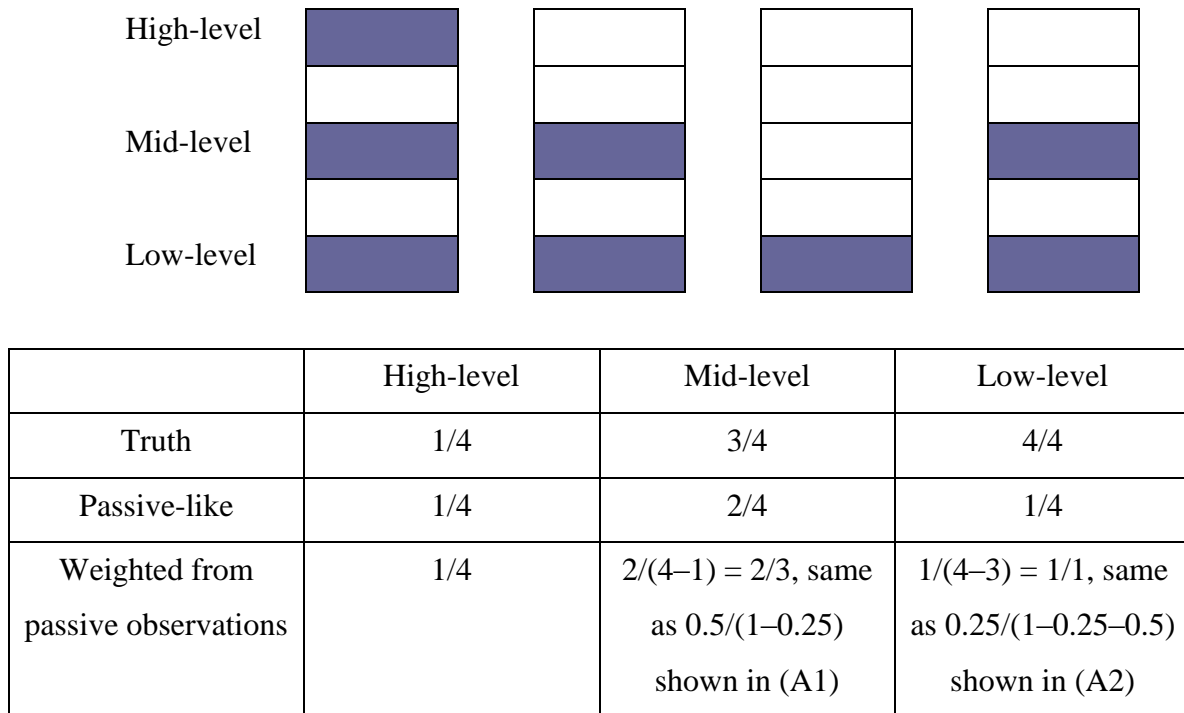 High-level
Mid-level
Low-level
High-level Mid-level Low-level
Truth 1/4 3/4 4/4
Passive-like 1/4 2/4 1/4
Weighted from 1/4 2/(4–1) = 2/3, same 1/(4–3) = 1/1, same
passive observations as 0.5/(1–0.25) as 0.25/(1–0.25–0.5)
shown in (A1) shown in (A2)